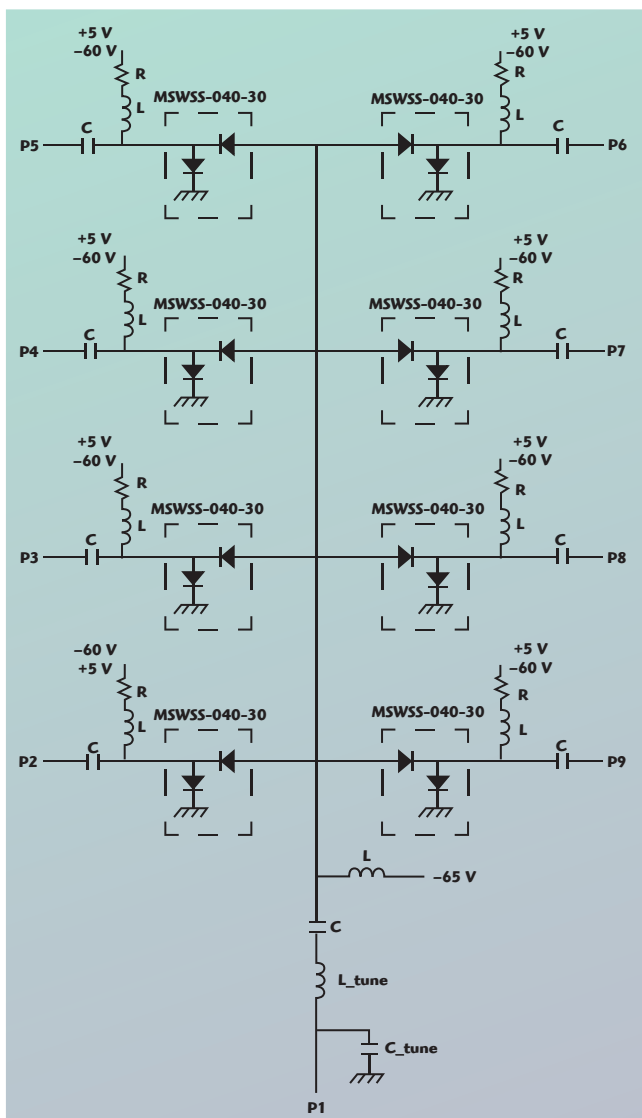 +5 V
–60 V
R
L
MSWSS-040-30
C
P5
+5 V
–60 V
R
L
MSWSS-040-30
C
P6
+5 V
–60 V
R
L
MSWSS-040-30
C
P4
+5 V
–60 V
R
L
MSWSS-040-30
C
P7
+5 V
–60 V
R
L
MSWSS-040-30
C
P3
+5 V
–60 V
R
L
MSWSS-040-30
C
P8
–60 V
+5 V
R
L
MSWSS-040-30
C
P2
+5 V
–60 V
R
L
MSWSS-040-30
C
P9
L
–65 V
C
L_tune
C_tune
P1